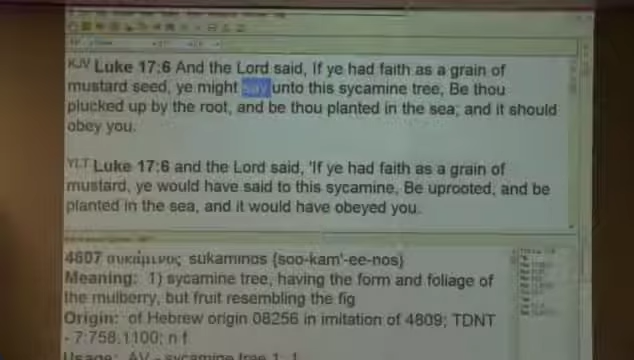 KJV Luke 17:6 And the Lord said, If ye had faith as a grain of
mustard seed, ye might say unto this sycamine tree, Be thou
plucked up by the root, and be thou planted in the sea; and it should
obey you.
YLT Luke 17:6 and the Lord said, 'If ye had faith as a grain of
mustard, ye would have said to this sycamine, Be uprooted, and be
planted in the sea, and it would have obeyed you.
4807 συκάμινος sukaminos {soo-kam'-ee-nos}
Meaning: 1) sycamine tree, having the form and foliage of
the mulberry, but fruit resembling the fig
Origin: of Hebrew origin 08256 in imitation of 4809; TDNT
- 7:758,1100; n f
Usage: AV - sycamine tree 1; 1